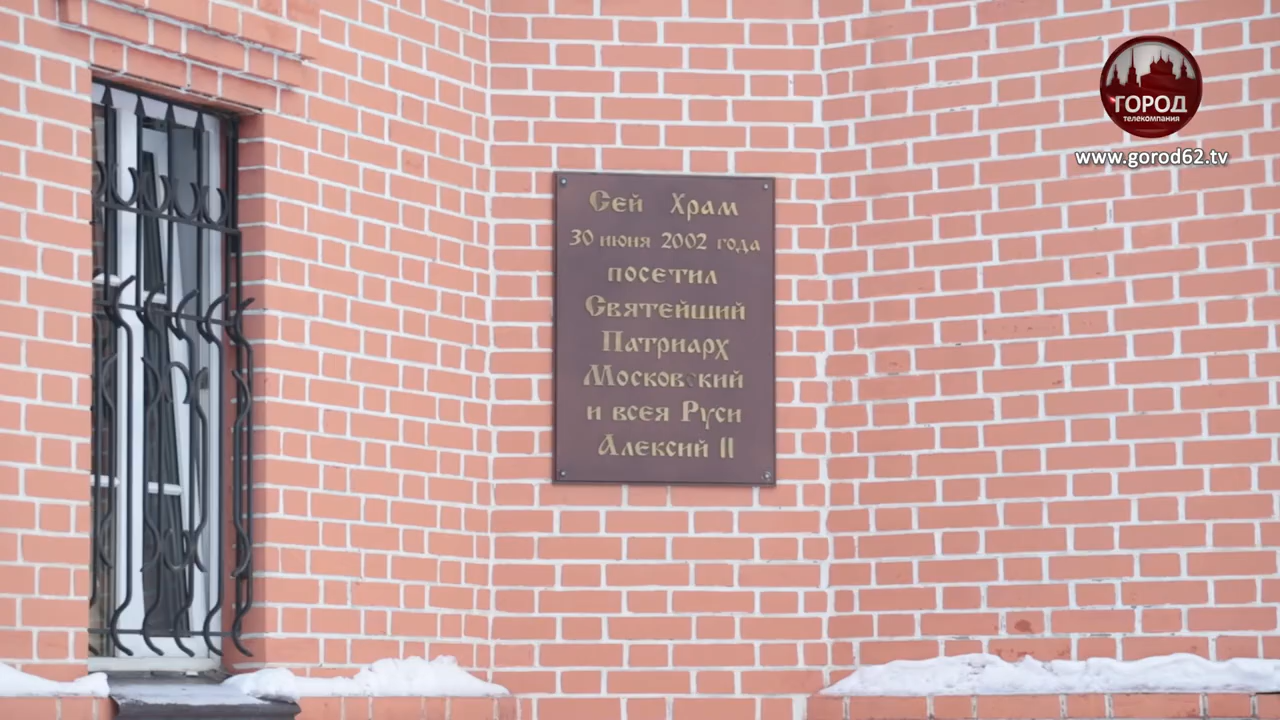 ГОРОД
телекомпания
www.gorod62.tv
Сей Храм
30 июня 2002 года
посетил
Святейший
Патриарх
Московский
и всея Руси
Алексий II